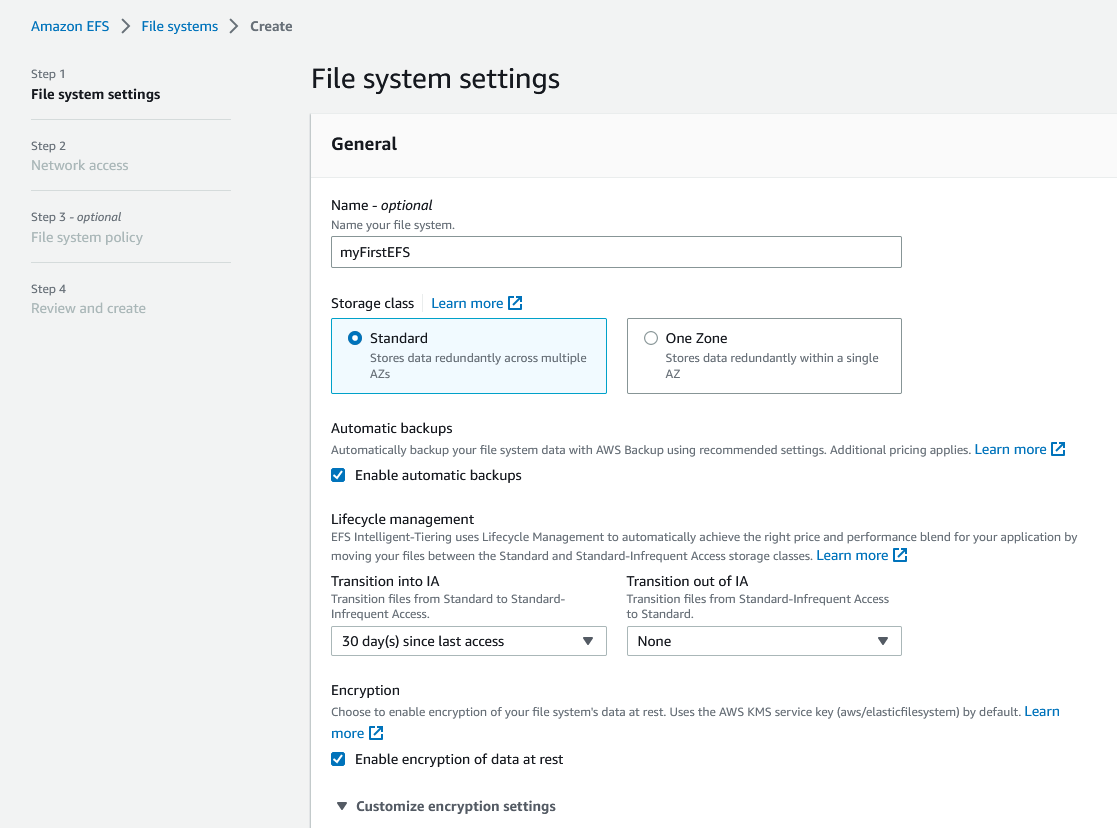 Amazon EFS > File systems > Create
Step 1
File system settings
Step 2
Network access
Step 3 - optional
File system policy
Step 4
Review and create
File system settings
General
Name - optional
Name your file system.
myFirstEFS
Storage class Learn more
Standard
Stores data redundantly across multiple
AZs
One Zone
Stores data redundantly within a single
AZ
Automatic backups
Automatically backup your file system data with AWS Backup using recommended settings. Additional pricing applies. Learn more
Enable automatic backups
Lifecycle management
EFS Intelligent-Tiering uses Lifecycle Management to automatically achieve the right price and performance blend for your application by
moving your files between the Standard and Standard-Infrequent Access storage classes. Learn more
Transition into IA
Transition files from Standard to Standard-
Infrequent Access.
30 day(s) since last access
Transition out of IA
Transition files from Standard-Infrequent Access
to Standard.
None
Encryption
Choose to enable encryption of your file system's data at rest. Uses the AWS KMS service key (aws/elasticfilesystem) by default. Learn
more
Enable encryption of data at rest
Customize encryption settings